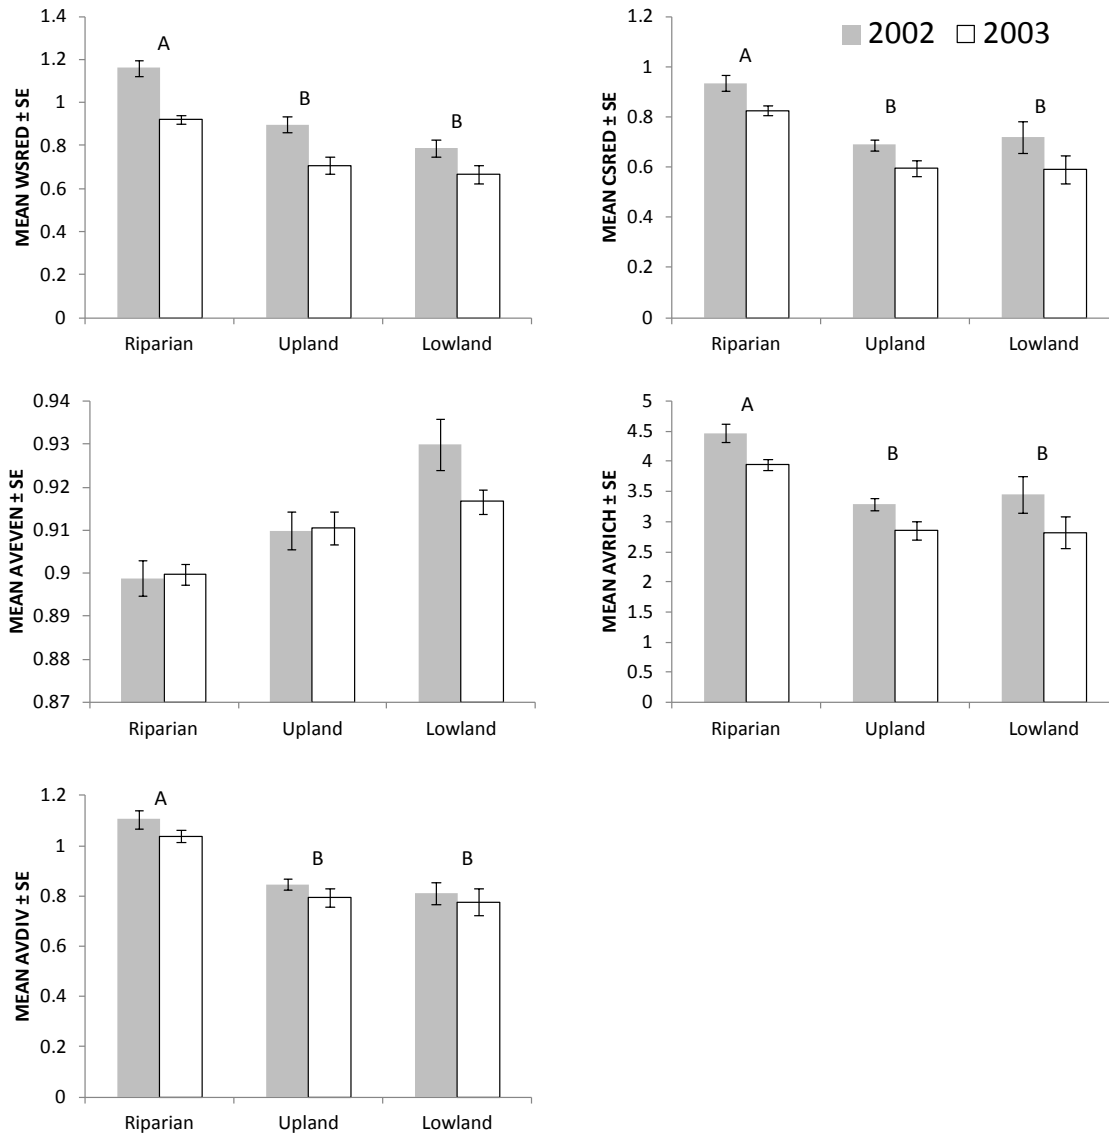 MEAN WSRED ± SE
1.4
1.2
1
0.8
0.6
0.4
0.2
0
A
B
B
Riparian Upland Lowland
MEAN CSRED ± SE
1.2
1
0.8
0.6
0.4
0.2
0
2002 2003
A
B
B
Riparian Upland Lowland
MEAN AVEVEN ± SE
0.94
0.93
0.92
0.91
0.9
0.89
0.88
0.87
Riparian Upland Lowland
MEAN AVRICH ± SE
5
4.5
4
3.5
3
2.5
2
1.5
1
0.5
0
A
B
B
Riparian Upland Lowland
MEAN AVDIV ± SE
1.2
1
0.8
0.6
0.4
0.2
0
A
B
B
Riparian Upland Lowland